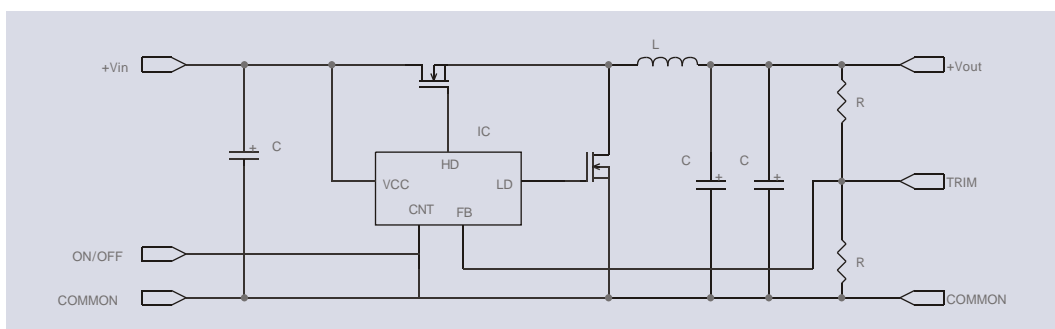 L
+Vin
+Vout
R
IC
C
+
HD
C
+
C
+
VCC
LD
TRIM
CNT
FB
ON/OFF
R
COMMON
COMMON